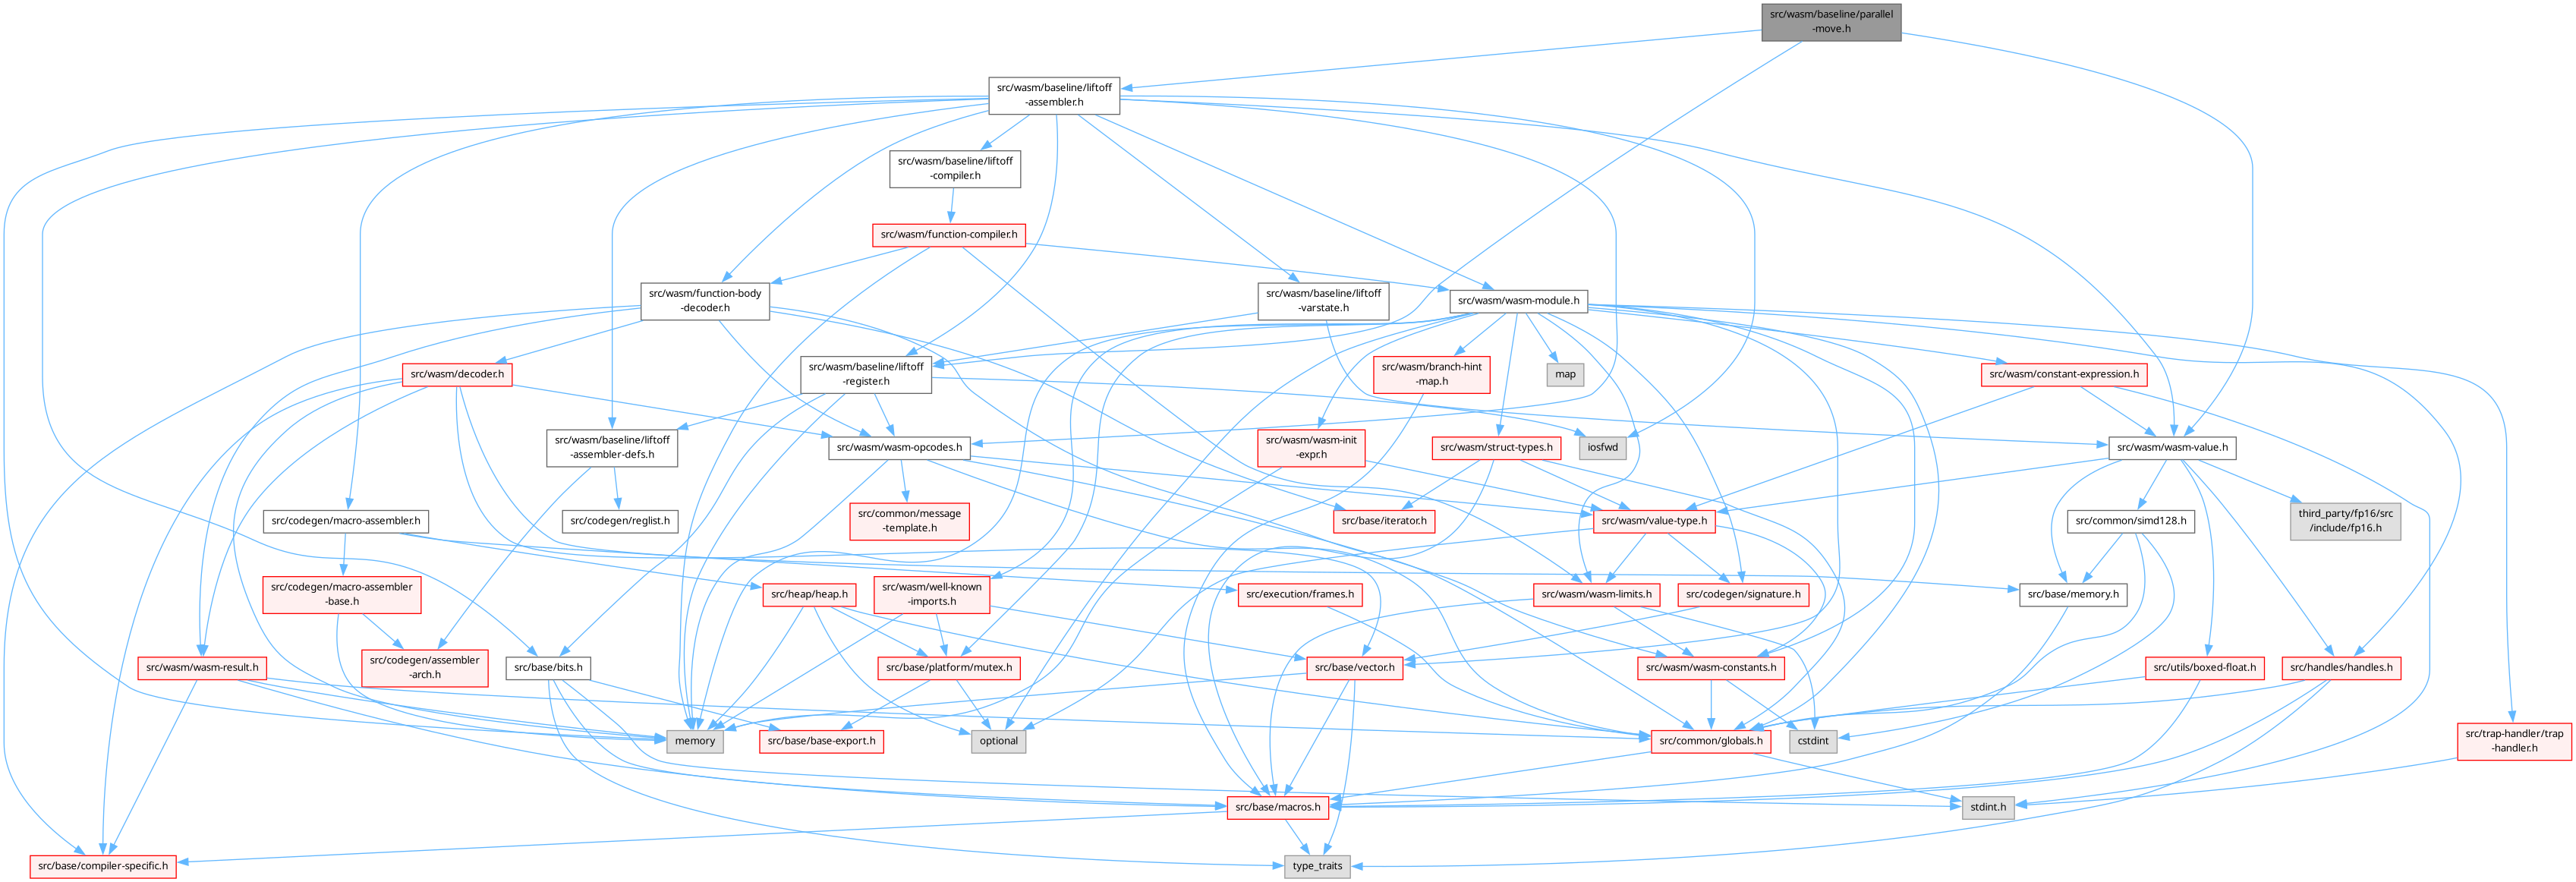 src/wasm/baseline/parallel
-move.h
src/wasm/baseline/liftoff
-assembler.h
src/wasm/baseline/liftoff
-compiler.h
src/wasm/function-compiler.h
src/wasm/function-body
-decoder.h
src/wasm/baseline/liftoff
-varstate.h
src/wasm/wasm-module.h
src/wasm/decoder.h
src/wasm/baseline/liftoff
-register.h
src/wasm/branch-hint
-map.h
map
src/wasm/constant-expression.h
src/wasm/baseline/liftoff
-assembler-defs.h
src/wasm/wasm-opcodes.h
src/wasm/wasm-init
-expr.h
src/wasm/struct-types.h
iosfwd
src/wasm/wasm-value.h
src/codegen/macro-assembler.h
src/codegen/reglist.h
src/common/message
-template.h
src/base/iterator.h
src/wasm/value-type.h
src/common/simd128.h
third_party/fp16/src
/include/fp16.h
src/codegen/macro-assembler
-base.h
src/heap/heap.h
src/wasm/well-known
-imports.h
src/execution/frames.h
src/wasm/wasm-limits.h
src/codegen/signature.h
src/base/memory.h
src/wasm/wasm-result.h
src/codegen/assembler
-arch.h
src/base/bits.h
src/base/platform/mutex.h
src/base/vector.h
src/wasm/wasm-constants.h
src/utils/boxed-float.h
src/handles/handles.h
memory
src/base/base-export.h
optional
src/common/globals.h
cstdint
src/trap-handler/trap
-handler.h
src/base/macros.h
stdint.h
src/base/compiler-specific.h
type_traits